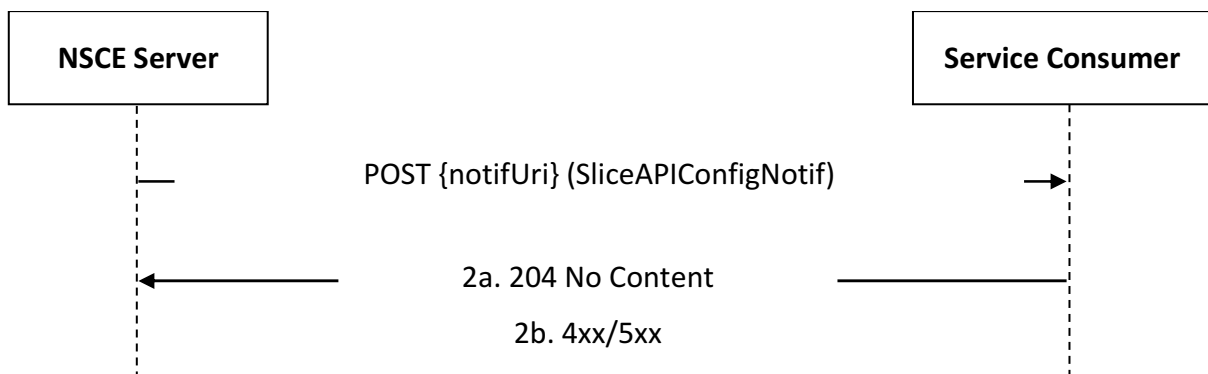 NSCE Server
Service Consumer
POST {notifUri} (SliceAPIConfigNotif)
2a. 204 No Content
2b. 4xx/5xx